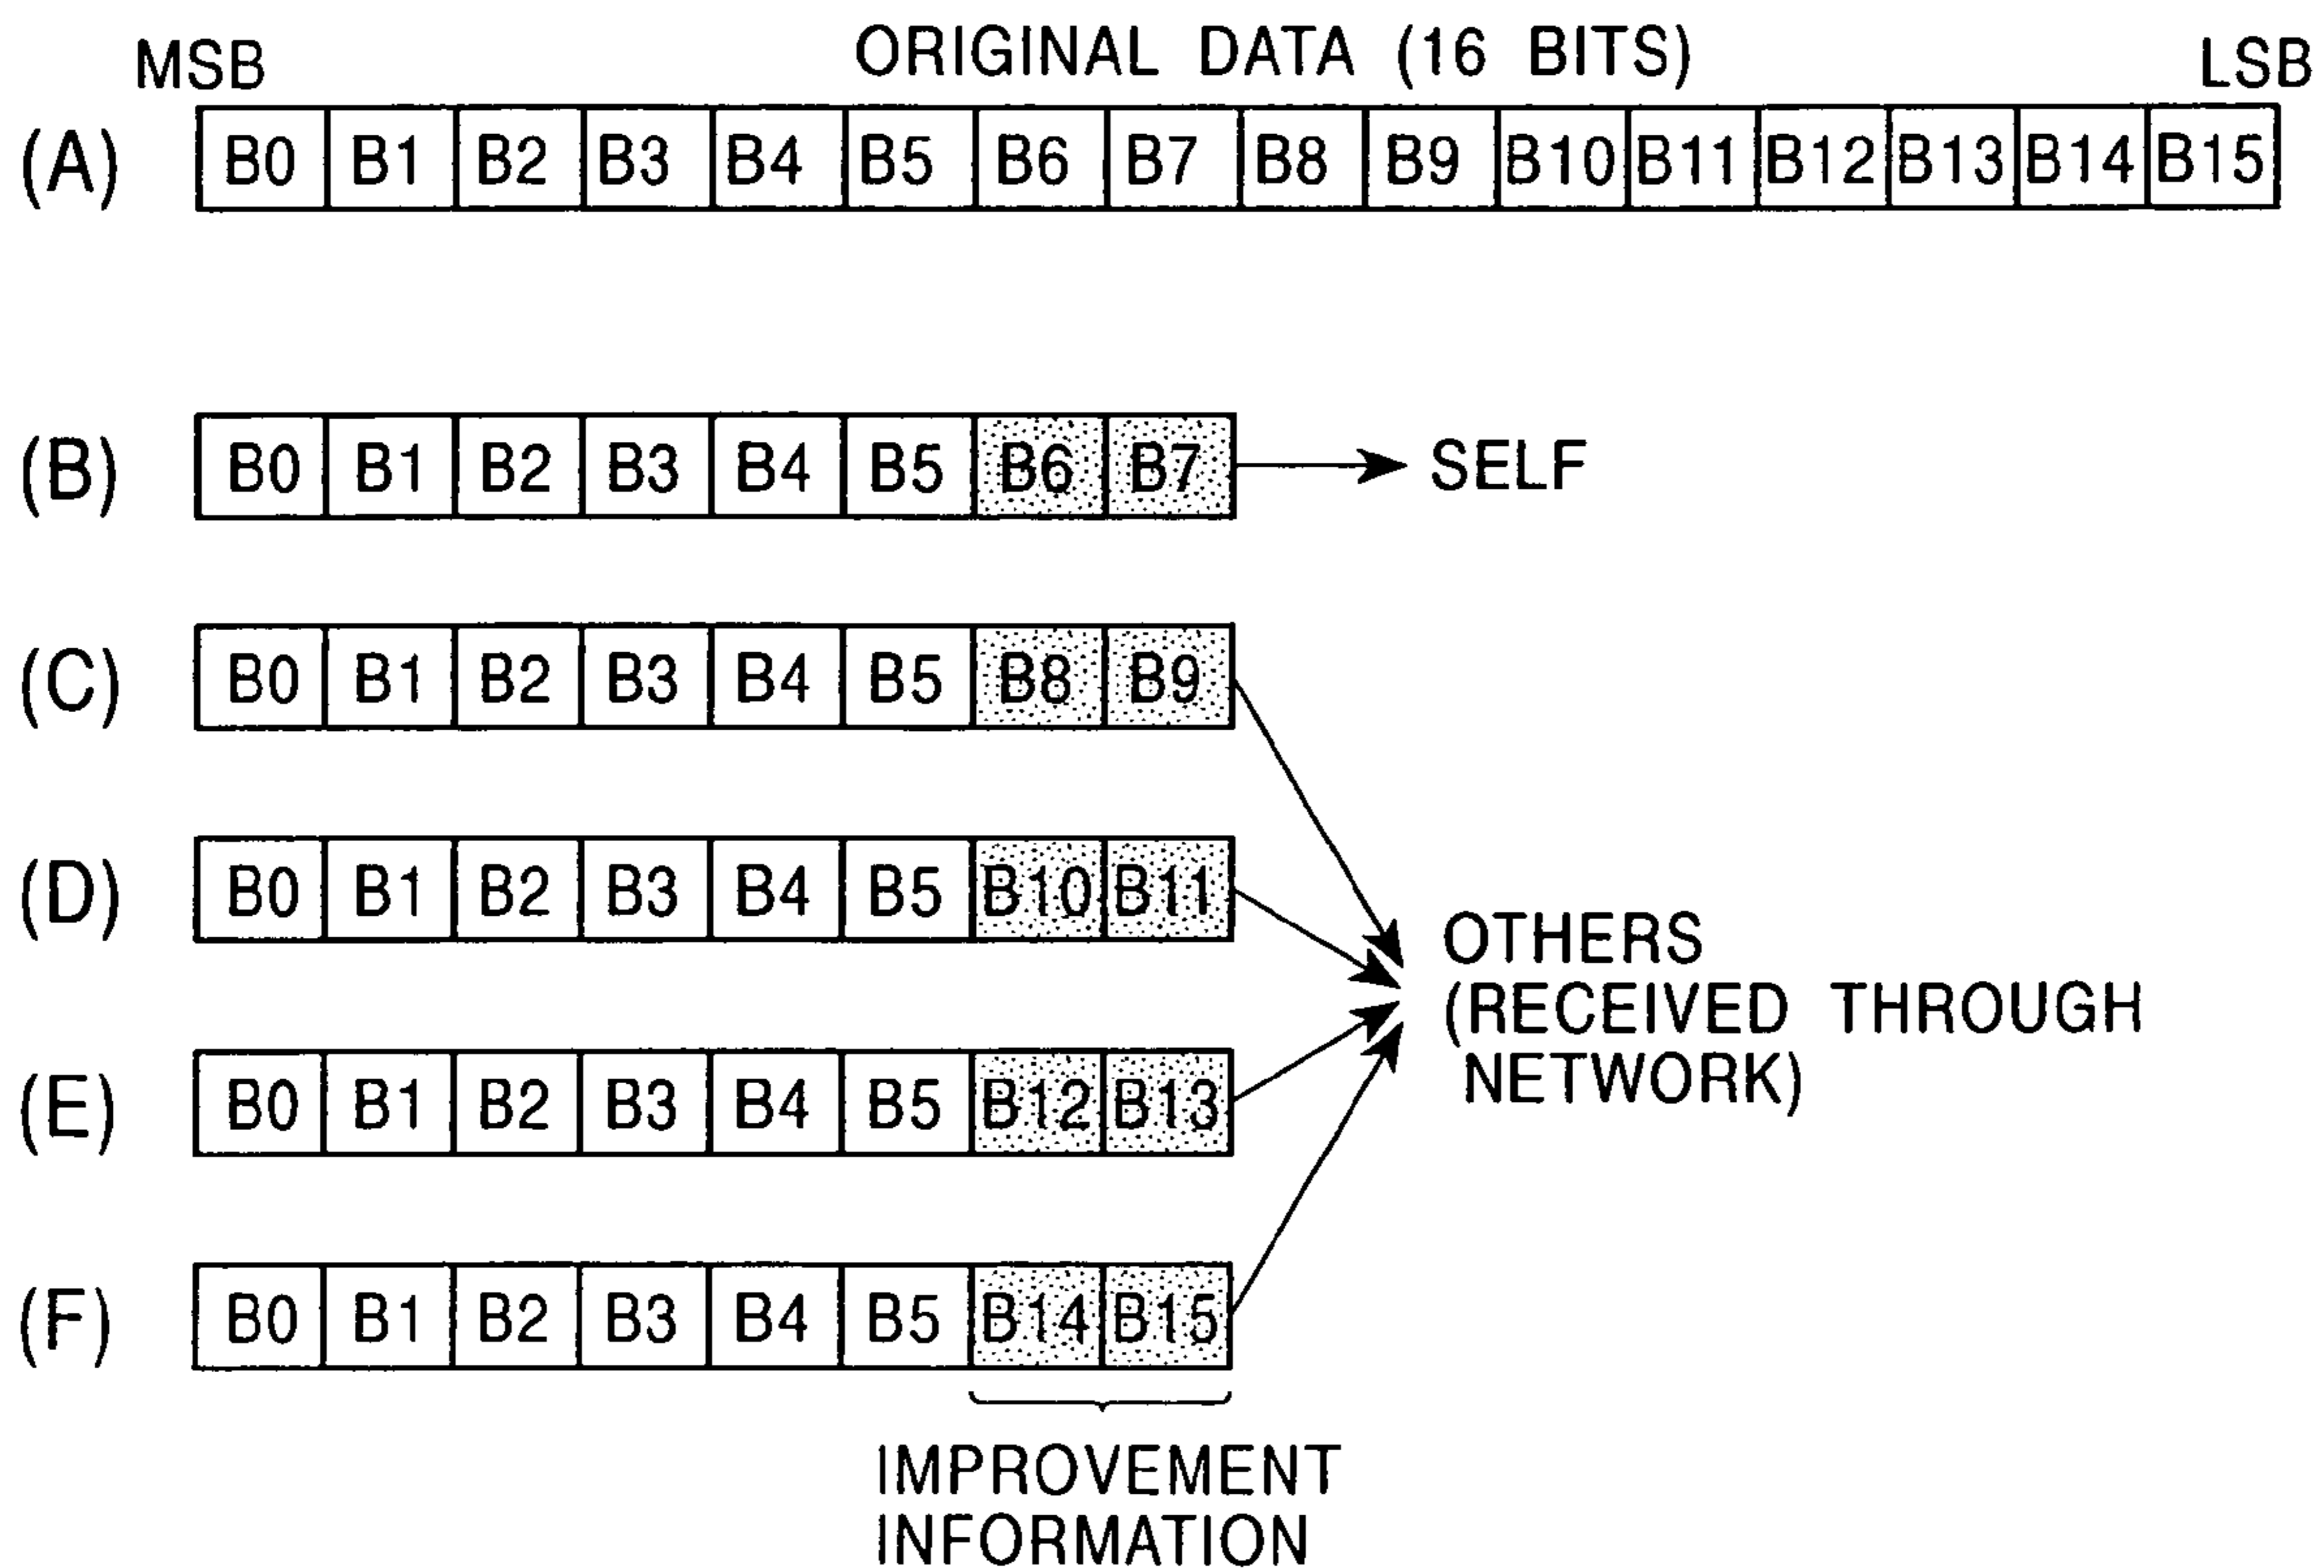 MSB ORIGINAL DATA (16 BITS) LSB
(A) B0 B1 B2 B3 B4 B5 B6 B7 B8 B9 B10 B11 B12 B13 B14 B15
(B) B0 B1 B2 B3 B4 B5 B6 B7 SELF
(C) B0 B1 B2 B3 B4 B5 B8 B9
(D) B0 B1 B2 B3 B4 B5 B10 B11
OTHERS
(RECEIVED THROUGH
NETWORK)
(E) B0 B1 B2 B3 B4 B5 B12 B13
(F) B0 B1 B2 B3 B4 B5 B14 B15
IMPROVEMENT
INFORMATION